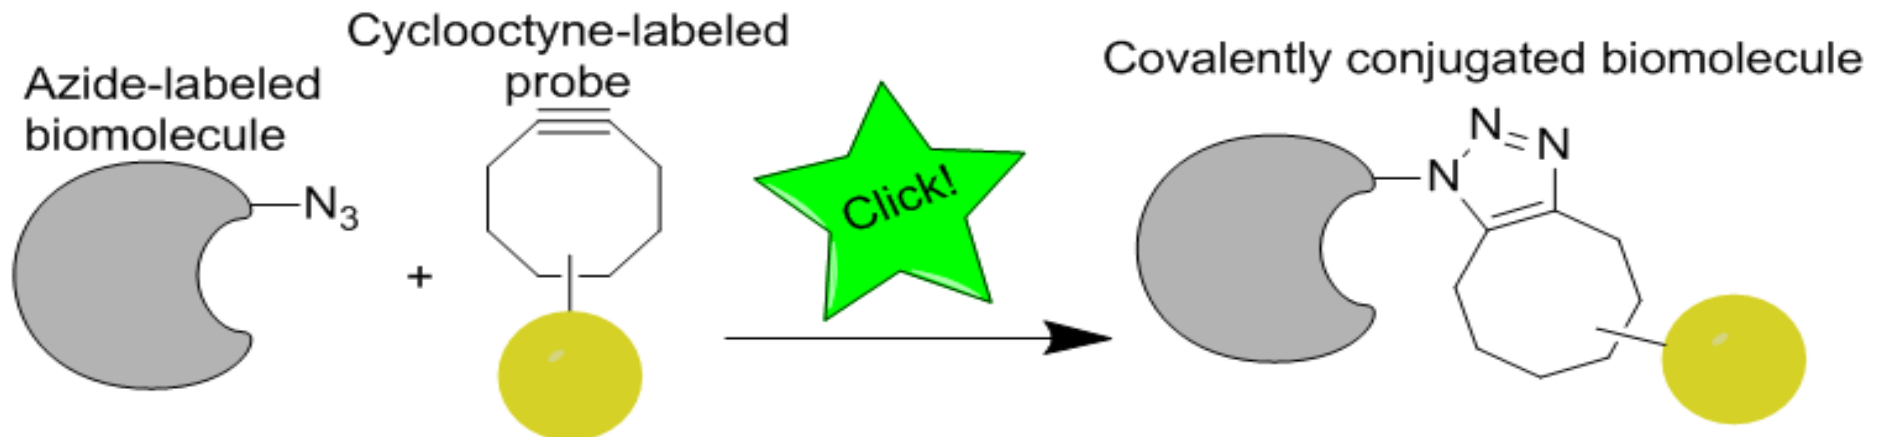 Azide-labeled
biomolecule
N₃
+
Cyclooctyne-labeled
probe
Click!
Covalently conjugated biomolecule
N
N
N